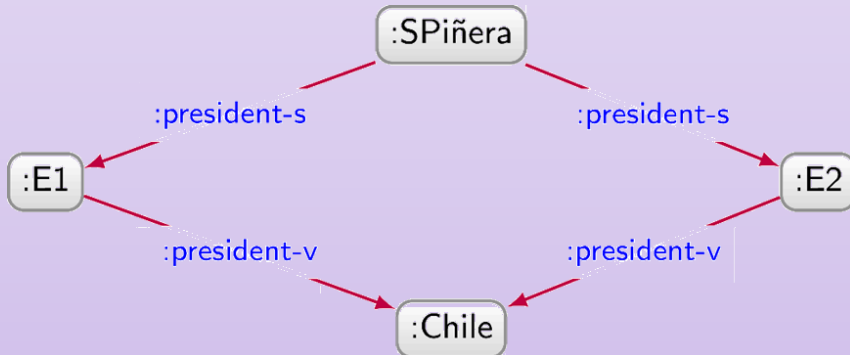 :SPiñera
:president-s
:president-s
:E1
:E2
:president-v
:president-v
:Chile